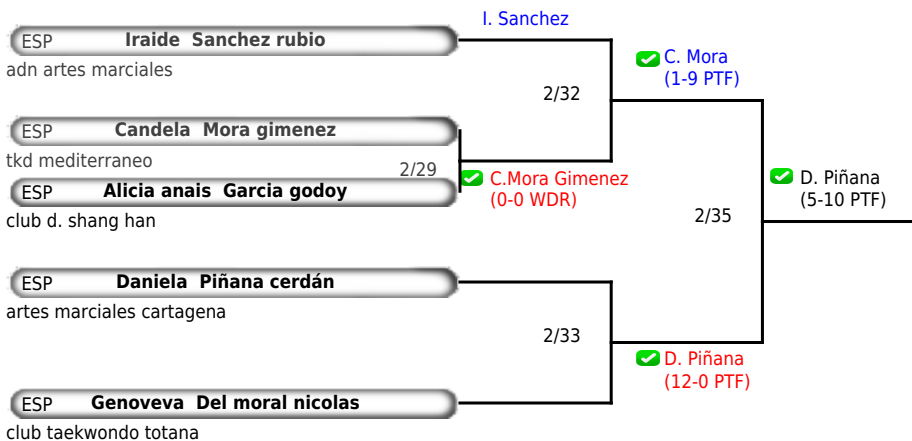 I. Sanchez
ESP Iraide Sanchez rubio
adn artes marciales
C. Mora
(1-9 PTF)
2/32
ESP Candela Mora gimenez
tkd mediterraneo
2/29
C.Mora Gimenez
(0-0 WDR)
ESP Alicia anais Garcia godoy
club d. shang han
D. Piñana
(5-10 PTF)
2/35
ESP Daniela Piñana cerdán
artes marciales cartagena
2/33
D. Piñana
(12-0 PTF)
ESP Genoveva Del moral nicolas
club taekwondo totana